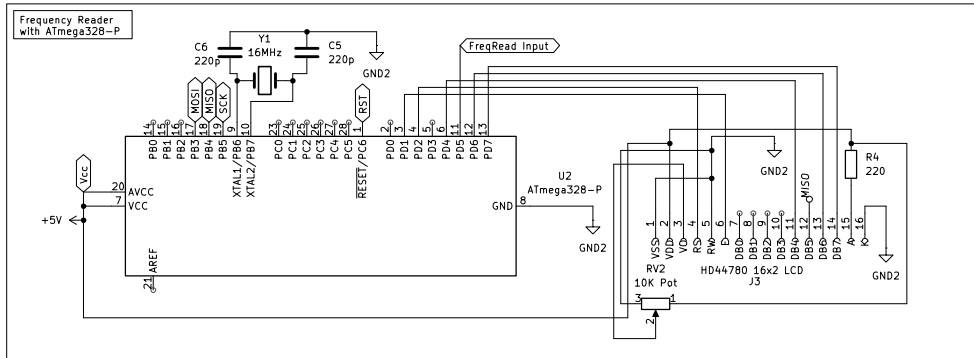 Frequency Reader
with ATmega328-P
C6
220p
Y1
16MHz
C5
220p
GND2
FreqRead Input
MOSI
MISO
SCK
RST
14
15
16
17
18
19
9
10
23
24
25
26
27
28
1
2
3
4
5
6
11
12
13
PB0
PB1
PB2
PB3
PB4
PB5
XTAL1/PB6
XTAL2/PB7
PC0
PC1
PC2
PC3
PC4
PC5
RESET/PC6
PD0
PD1
PD2
PD3
PD4
PD5
PD6
PD7
Vcc
20
AVCC
7
VCC
+5V
21
AREF
U2
ATmega328-P
GND
8
GND2
GND2
R4
220
MISO
1
2
3
4
5
6
7
8
9
10
11
12
13
14
15
16
VSS
VDD
VO
RS
RW
E
DB0
DB1
DB2
DB3
DB4
DB5
DB6
DB7
A
K
GND2
HD44780 16x2 LCD
J3
RV2
10K Pot
3
1
2